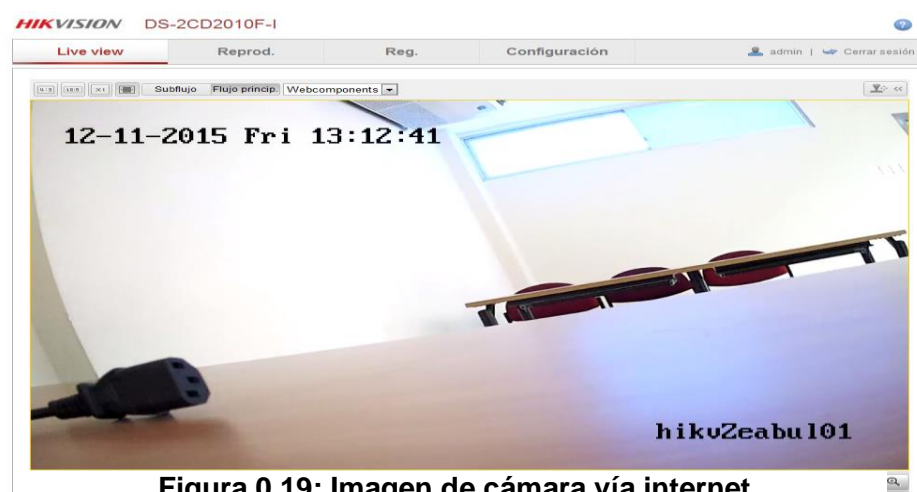 HIKVISION DS-2CD2010F-I
Live view Reprod. Reg. Configuración admin | Cerrar sesión
Subflujo Flujo princip. Webcomponents
12-11-2015 Fri 13:12:41
hikvZeabul01
Figura 0.19: Imagen de cámara vía internet